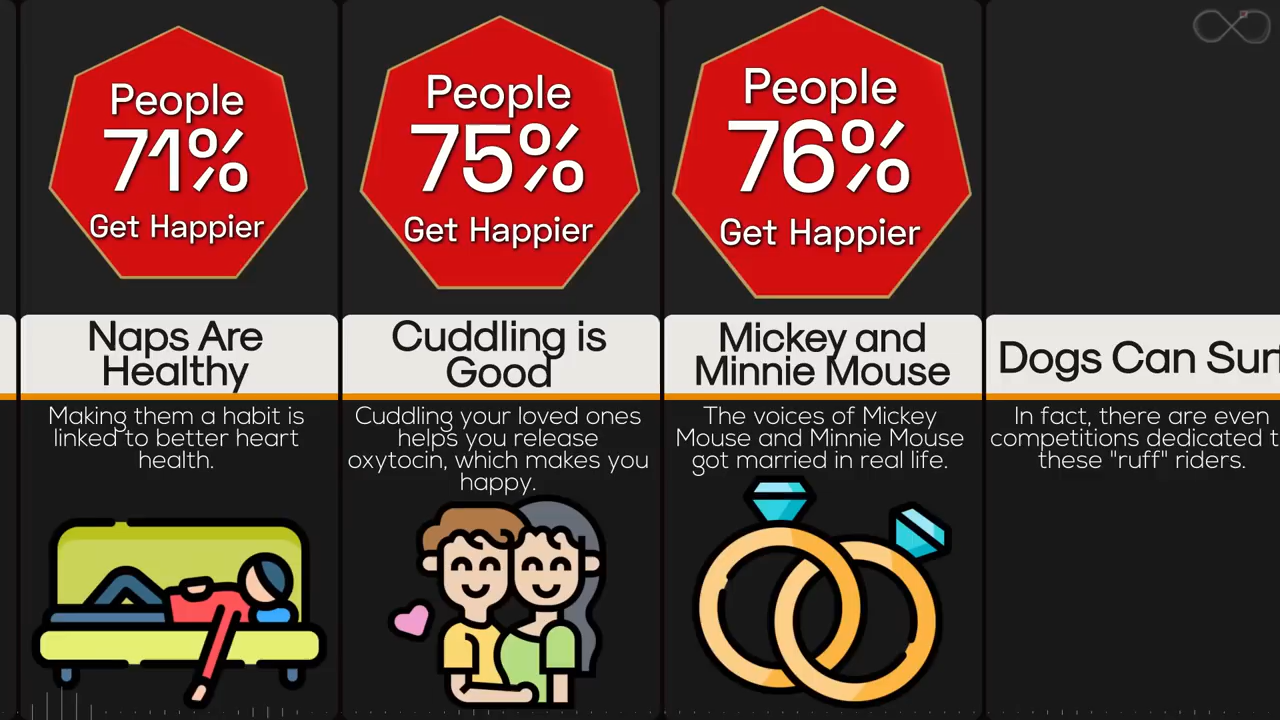 People
71%
Get Happier
Naps Are
Healthy
Making them a habit is
linked to better heart
health.
People
75%
Get Happier
Cuddling is
Good
Cuddling your loved ones
helps you release
oxytocin, which makes you
happy.
People
76%
Get Happier
Mickey and
Minnie Mouse
The voices of Mickey
Mouse and Minnie Mouse
got married in real life.
Dogs Can Surf
In fact, there are even
competitions dedicated t
these "ruff" riders.